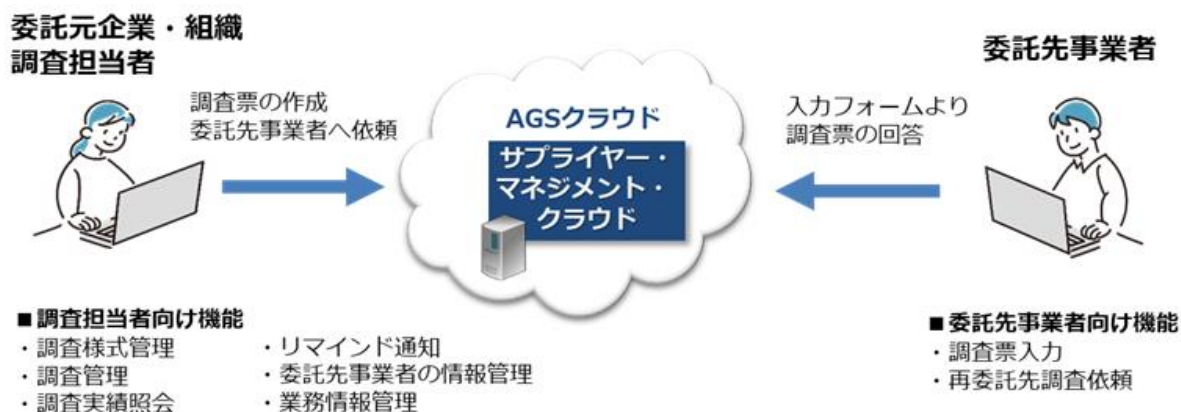 委託元企業・組織
調査担当者
調査票の作成
委託先事業者へ依頼
AGSクラウド
サプライヤー・
マネジメント・
クラウド
委託先事業者
入力フォームより
調査票の回答
■調査担当者向け機能
・調査様式管理
・調査管理
・調査実績照会
・リマインド通知
・委託先事業者の情報管理
・業務情報管理
■委託先事業者向け機能
・調査票入力
・再委託先調査依頼